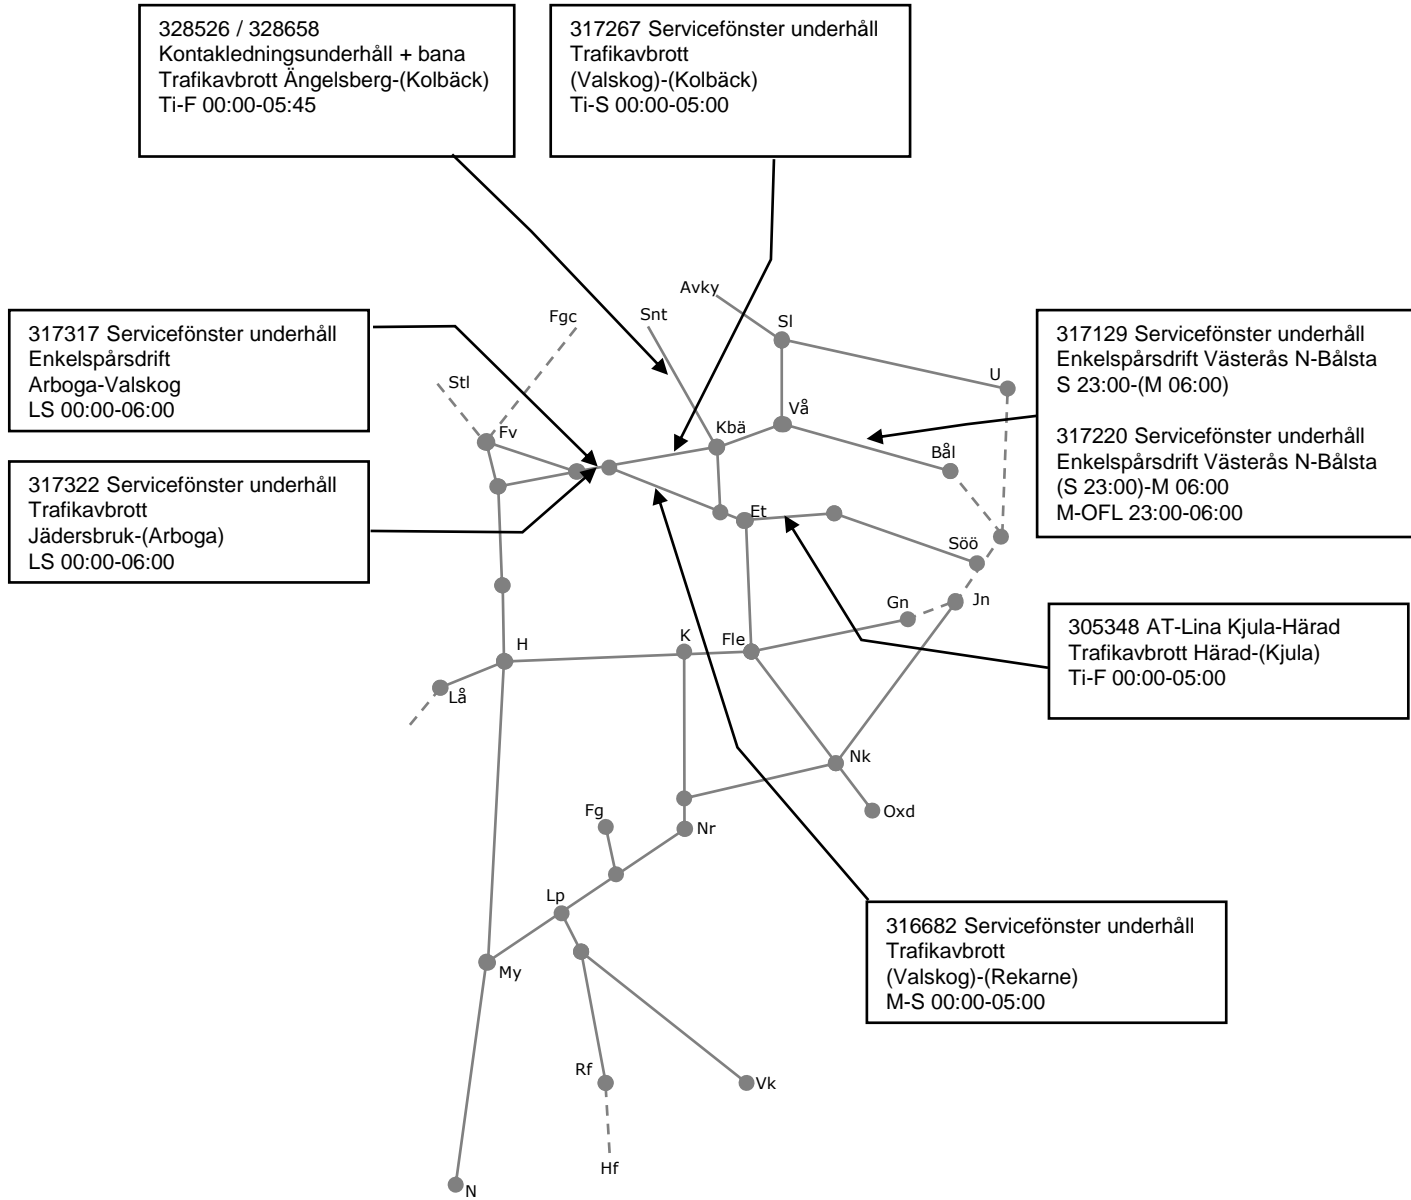 328526 / 328658
Kontakledningsunderhåll + bana
Trafikavbrott Ängelsberg-(Kolbäck)
Ti-F 00:00-05:45
317267 Servicefönster underhåll
Trafikavbrott
(Valskog)-(Kolbäck)
Ti-S 00:00-05:00
317317 Servicefönster underhåll
Enkelspårsdrift
Arboga-Valskog
LS 00:00-06:00
317322 Servicefönster underhåll
Trafikavbrott
Jädersbruk-(Arboga)
LS 00:00-06:00
317129 Servicefönster underhåll
Enkelspårsdrift Västerås N-Bålsta
S 23:00-(M 06:00)
317220 Servicefönster underhåll
Enkelspårsdrift Västerås N-Bålsta
(S 23:00)-M 06:00
M-OFL 23:00-06:00
305348 AT-Lina Kjula-Härad
Trafikavbrott Härad-(Kjula)
Ti-F 00:00-05:00
316682 Servicefönster underhåll
Trafikavbrott
(Valskog)-(Rekarne)
M-S 00:00-05:00
Avky
Fgc
Snt
Sl
U
Stl
Vå
Fv
Kbä
Bål
Et
Söö
Gn
Jn
H
K
Fle
Lå
Nk
Fg
Oxd
Nr
Lp
My
Rf
Vk
Hf
N